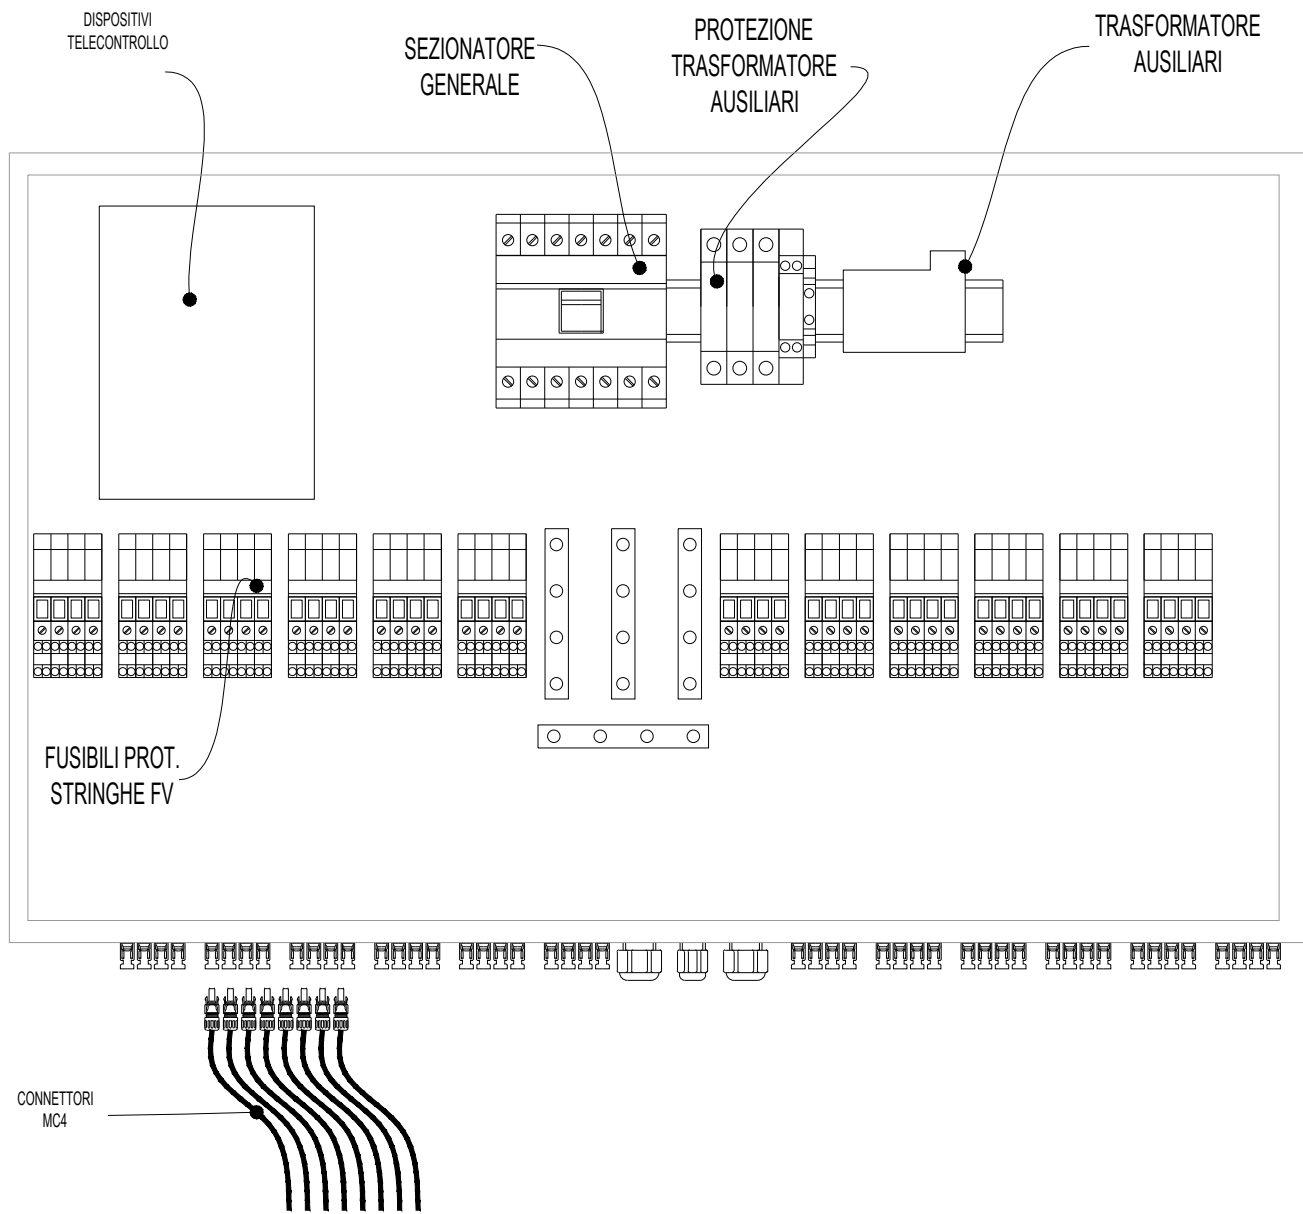 DISPOSITIVI
TELECONTROLLO
SEZIONATORE
GENERALE
PROTEZIONE
TRASFORMATORE
AUSILIARI
TRASFORMATORE
AUSILIARI
FUSIBILI PROT.
STRINGHE FV
CONNETTORI
MC4